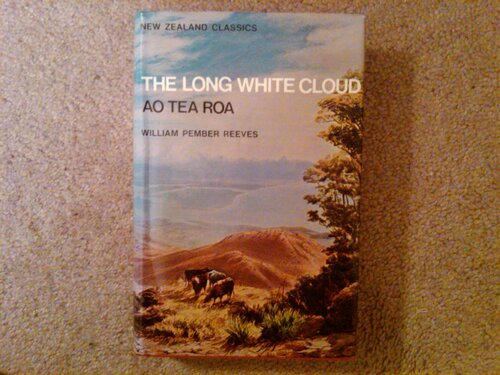 NEW ZEALAND CLASSICS
THE LONG WHITE CLOUD
AO TEA ROA
WILLIAM PEMBER REEVES